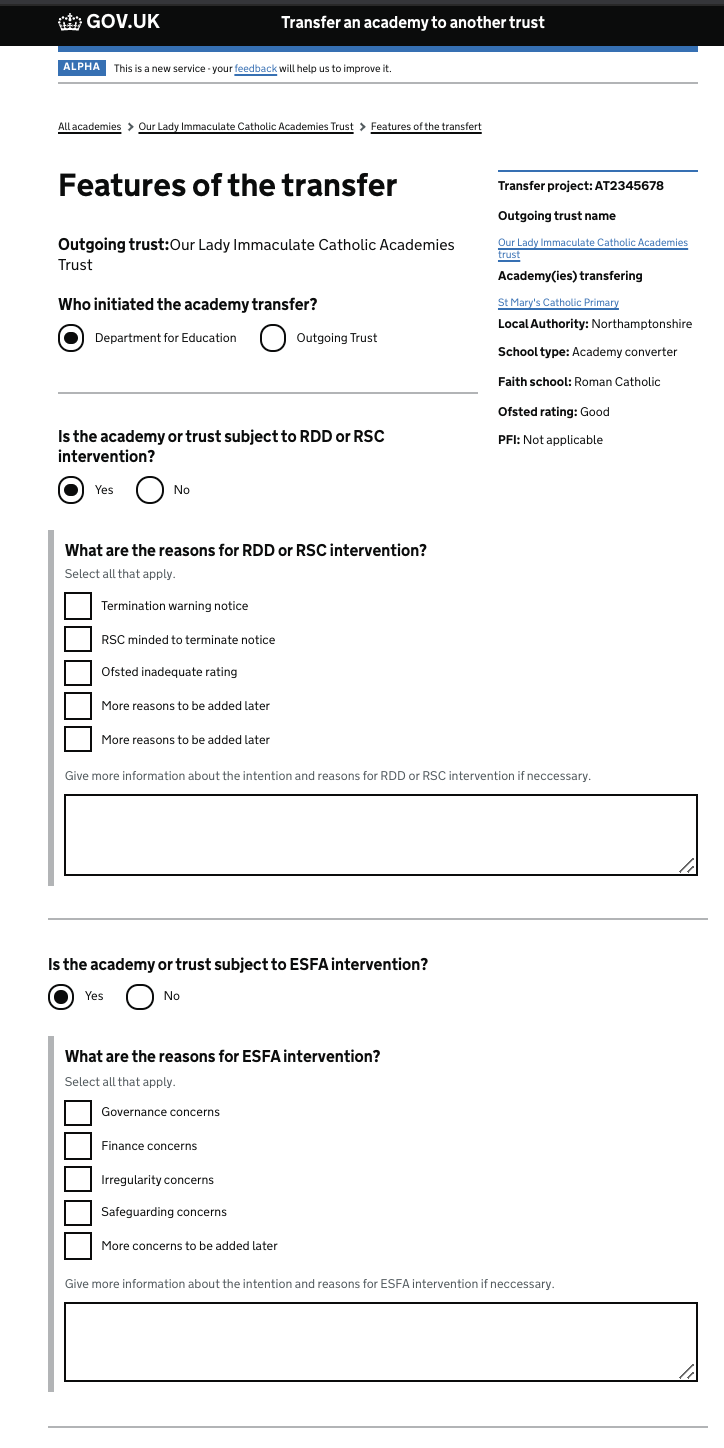 GOV.UK
Transfer an academy to another trust
ALPHA This is a new service - your feedback will help us to improve it.
All academies > Our Lady Immaculate Catholic Academies Trust > Features of the transfert
Features of the transfer
Outgoing trust:Our Lady Immaculate Catholic Academies
Trust
Who initiated the academy transfer?
Department for Education Outgoing Trust
Transfer project: AT2345678
Outgoing trust name
Our Lady Immaculate Catholic Academies
trust
Academy(ies) transfering
St Mary's Catholic Primary
Local Authority: Northamptonshire
School type: Academy converter
Faith school: Roman Catholic
Ofsted rating: Good
PFI: Not applicable
Is the academy or trust subject to RDD or RSC
intervention?
Yes No
What are the reasons for RDD or RSC intervention?
Select all that apply.
Termination warning notice
RSC minded to terminate notice
Ofsted inadequate rating
More reasons to be added later
More reasons to be added later
Give more information about the intention and reasons for RDD or RSC intervention if neccessary.
Is the academy or trust subject to ESFA intervention?
Yes No
What are the reasons for ESFA intervention?
Select all that apply.
Governance concerns
Finance concerns
Irregularity concerns
Safeguarding concerns
More concerns to be added later
Give more information about the intention and reasons for ESFA intervention if neccessary.